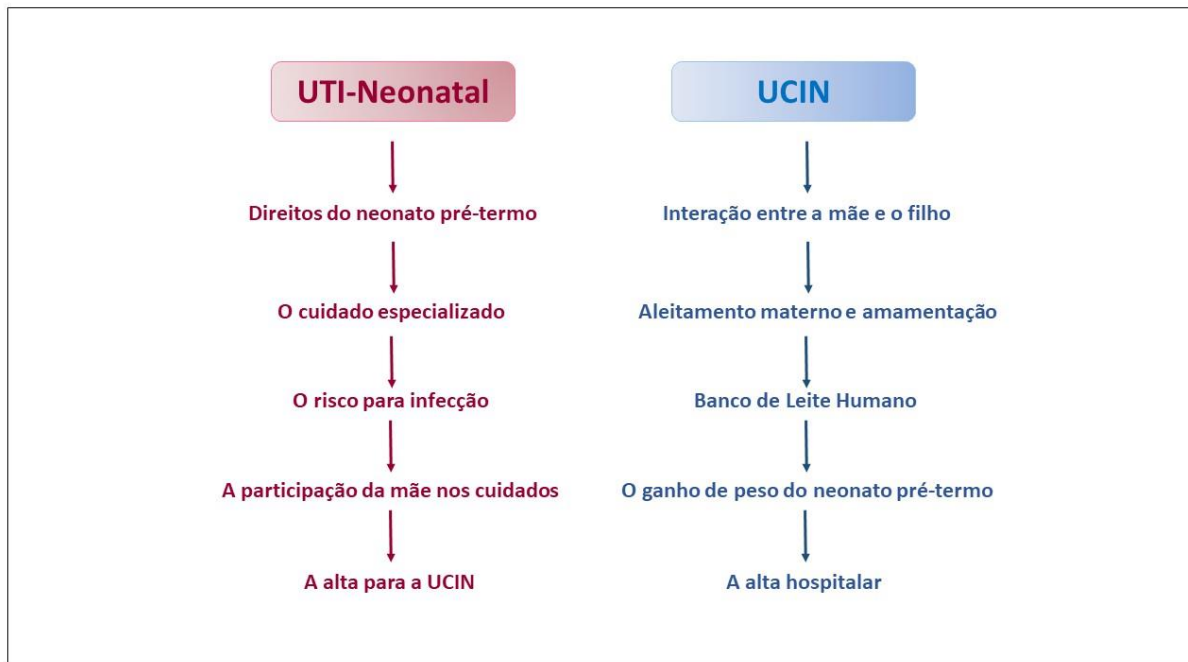 UTI-Neonatal
Direitos do neonato pré-termo
O cuidado especializado
O risco para infecção
A participação da mãe nos cuidados
A alta para a UCIN
UCIN
Interação entre a mãe e o filho
Aleitamento materno e amamentação
Banco de Leite Humano
O ganho de peso do neonato pré-termo
A alta hospitalar